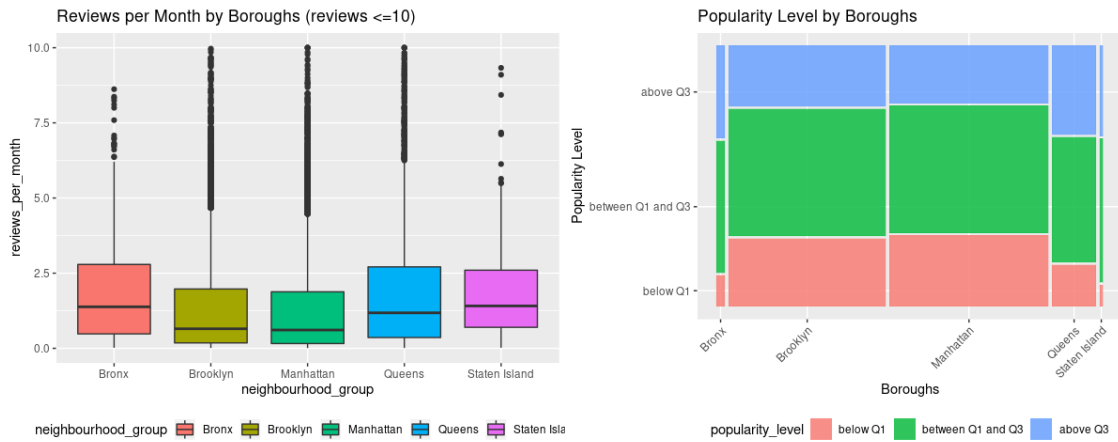 Reviews per Month by Boroughs (reviews <=10)
reviews_per_month
10.0
7.5
5.0
2.5
0.0
Bronx
Brooklyn
Manhattan
Queens
Staten Island
neighbourhood_group
neighbourhood_group Bronx Brooklyn Manhattan Queens Staten Isla
Popularity Level by Boroughs
Popularity Level
above Q3
between Q1 and Q3
below Q1
Bronx
Brooklyn
Manhattan
Queens
Staten Island
Boroughs
popularity_level below Q1 between Q1 and Q3 above Q3